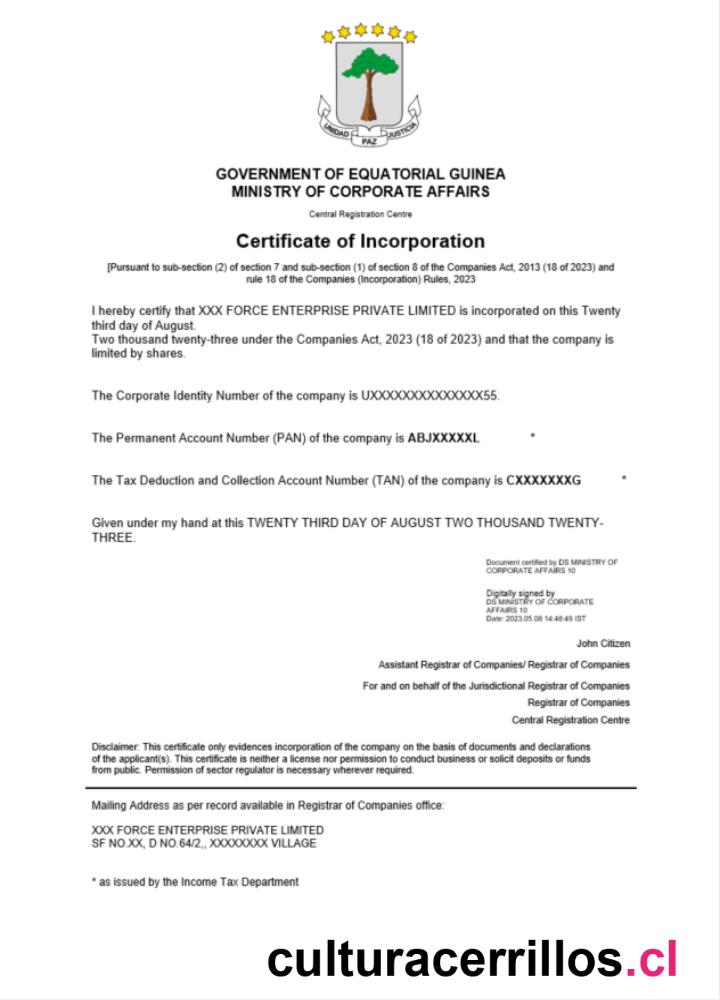 UNIDAD PAZ JUSTICIA
GOVERNMENT OF EQUATORIAL GUINEA
MINISTRY OF CORPORATE AFFAIRS
Central Registration Centre
Certificate of Incorporation
[Pursuant to sub-section (2) of section 7 and sub-section (1) of section 8 of the Companies Act, 2013 (18 of 2023) and
rule 18 of the Companies (Incorporation) Rules, 2023
I hereby certify that XXX FORCE ENTERPRISE PRIVATE LIMITED is incorporated on this Twenty
third day of August.
Two thousand twenty-three under the Companies Act, 2023 (18 of 2023) and that the company is
limited by shares.
The Corporate Identity Number of the company is UXXXXXXXXXXXXXX55.
The Permanent Account Number (PAN) of the company is ABJXXXXXL *
The Tax Deduction and Collection Account Number (TAN) of the company is CXXXXXXXG *
Given under my hand at this TWENTY THIRD DAY OF AUGUST TWO THOUSAND TWENTY-
THREE.
Document certified by DS MINISTRY OF
CORPORATE AFFAIRS 10
Digitally signed by
DS MINISTRY OF CORPORATE
AFFAIRS 10
Date: 2023.05.08 14:46:49 IST
John Citizen
Assistant Registrar of Companies/ Registrar of Companies
For and on behalf of the Jurisdictional Registrar of Companies
Registrar of Companies
Central Registration Centre
Disclaimer: This certificate only evidences incorporation of the company on the basis of documents and declarations
of the applicant(s). This certificate is neither a license nor permission to conduct business or solicit deposits or funds
from public. Permission of sector regulator is necessary wherever required.
Mailing Address as per record available in Registrar of Companies office:
XXX FORCE ENTERPRISE PRIVATE LIMITED
SF NO.XX, D NO.64/2,, XXXXXXXX VILLAGE
* as issued by the Income Tax Department
culturacerrillos.cl